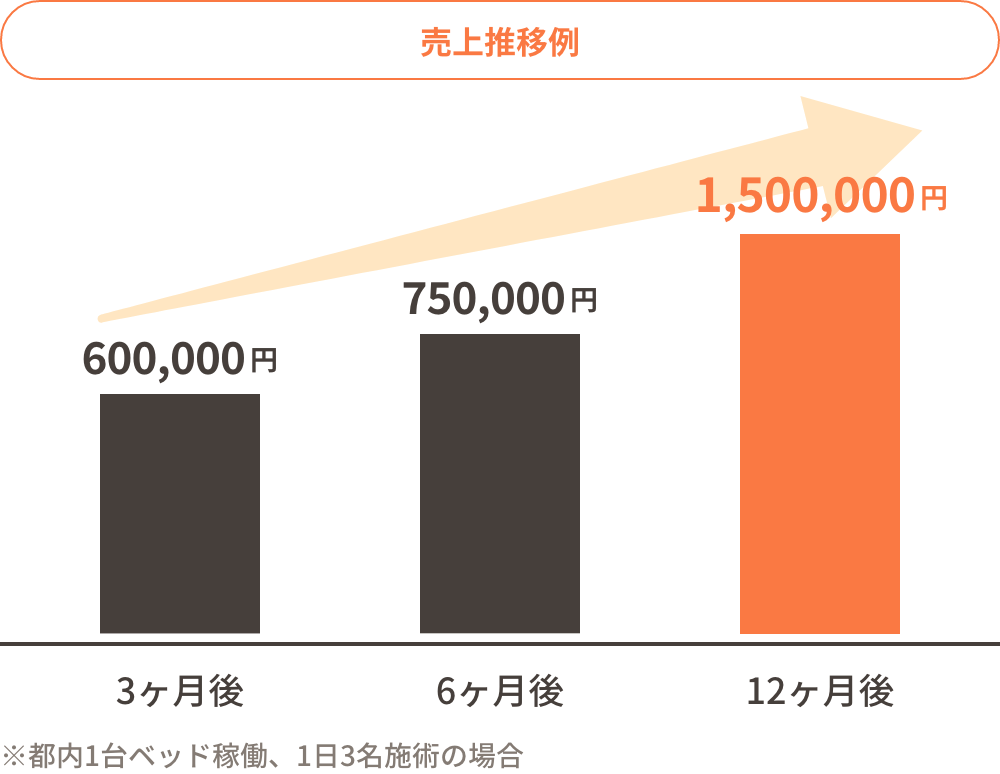 売上推移例
1,500,000円
750,000円
600,000円
3ヶ月後
6ヶ月後
12ヶ月後
※都内1台ベッド稼働、1日3名施術の場合